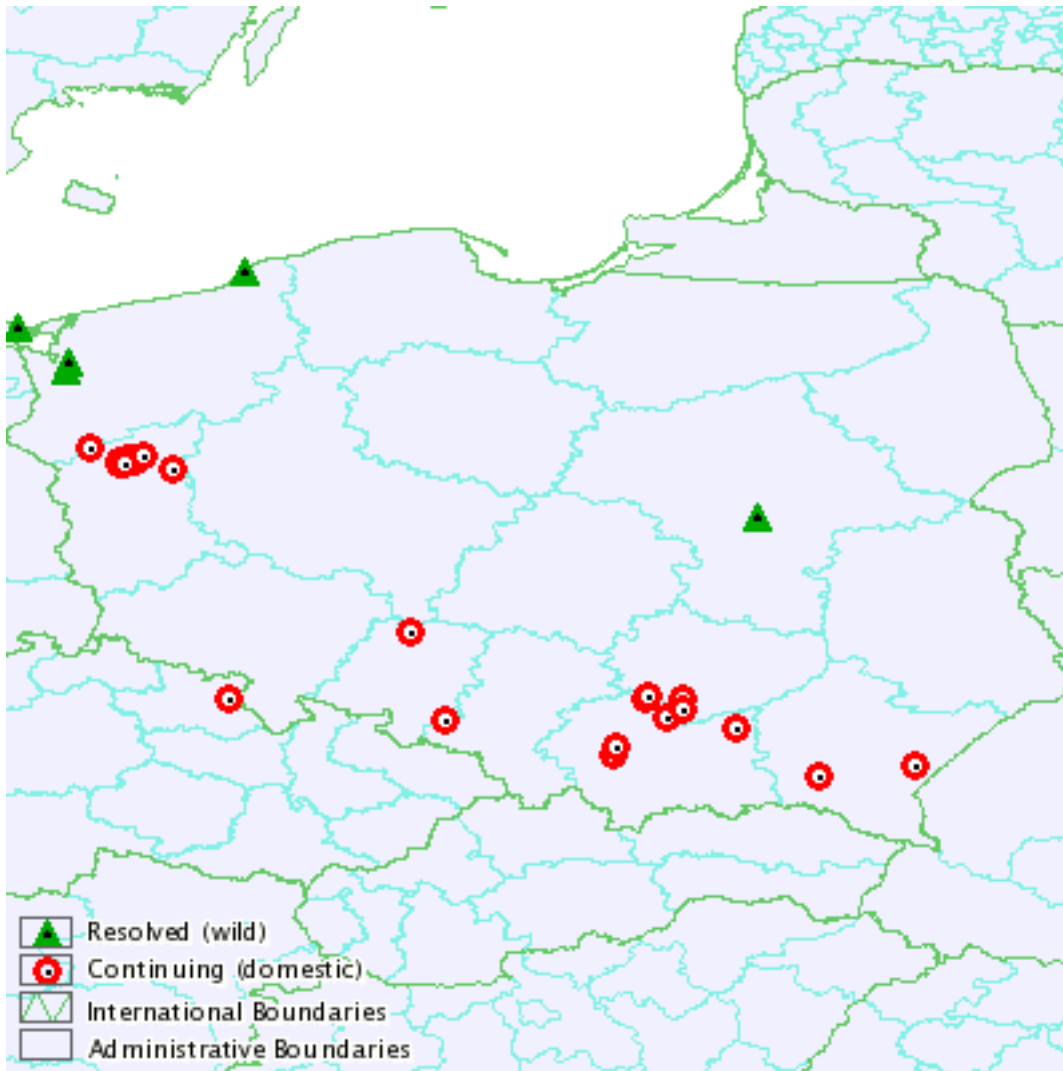 Resolved (wild)
Continuing (domestic)
International Boundaries
Administrative Boundaries